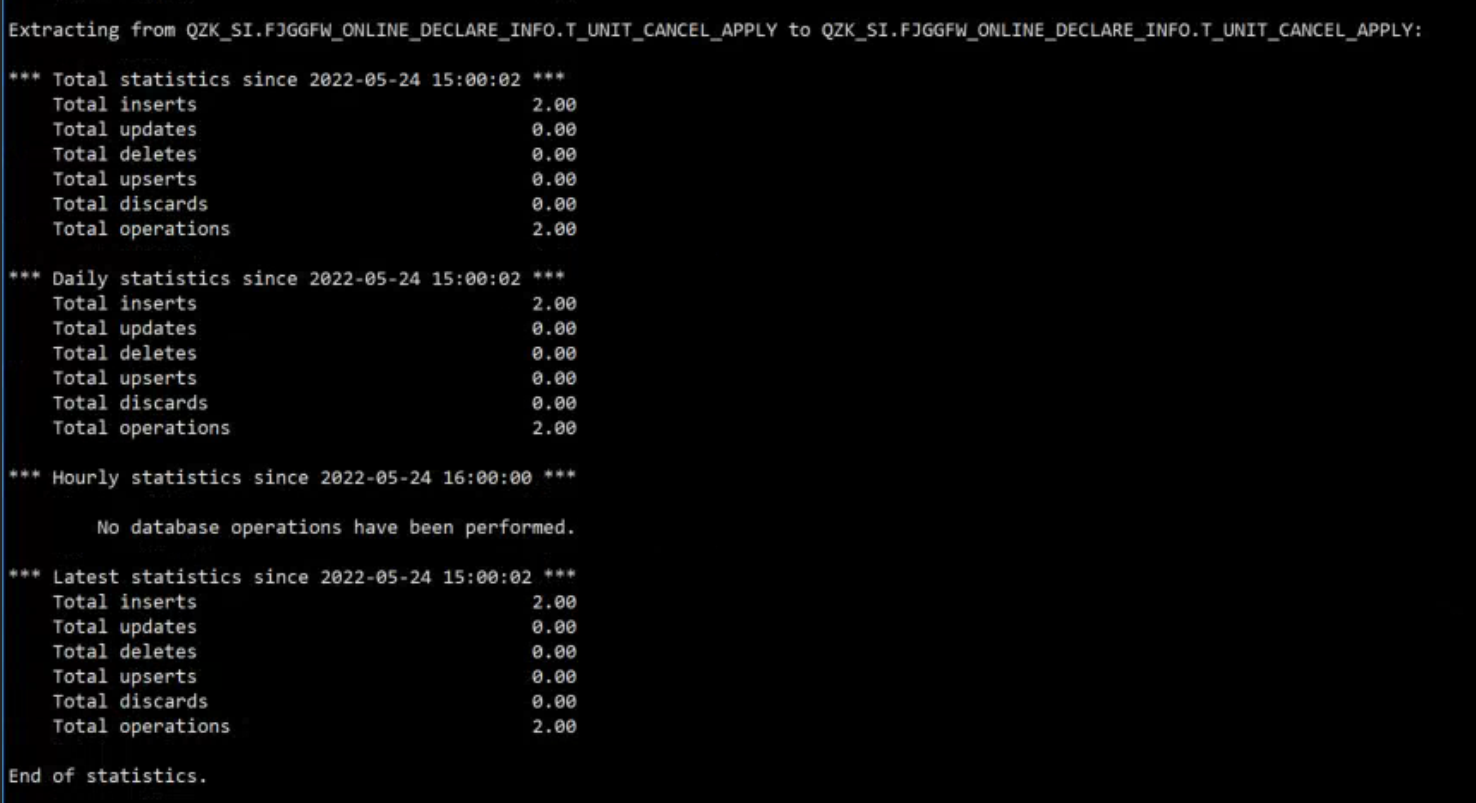 Extracting from QZK_SI.FJGGFW_ONLINE_DECLARE_INFO.T_UNIT_CANCEL_APPLY to QZK_SI.FJGGFW_ONLINE_DECLARE_INFO.T_UNIT_CANCEL_APPLY:
*** Total statistics since 2022-05-24 15:00:02 ***
Total inserts 2.00
Total updates 0.00
Total deletes 0.00
Total upserts 0.00
Total discards 0.00
Total operations 2.00
*** Daily statistics since 2022-05-24 15:00:02 ***
Total inserts 2.00
Total updates 0.00
Total deletes 0.00
Total upserts 0.00
Total discards 0.00
Total operations 2.00
*** Hourly statistics since 2022-05-24 16:00:00 ***
No database operations have been performed.
*** Latest statistics since 2022-05-24 15:00:02 ***
Total inserts 2.00
Total updates 0.00
Total deletes 0.00
Total upserts 0.00
Total discards 0.00
Total operations 2.00
End of statistics.